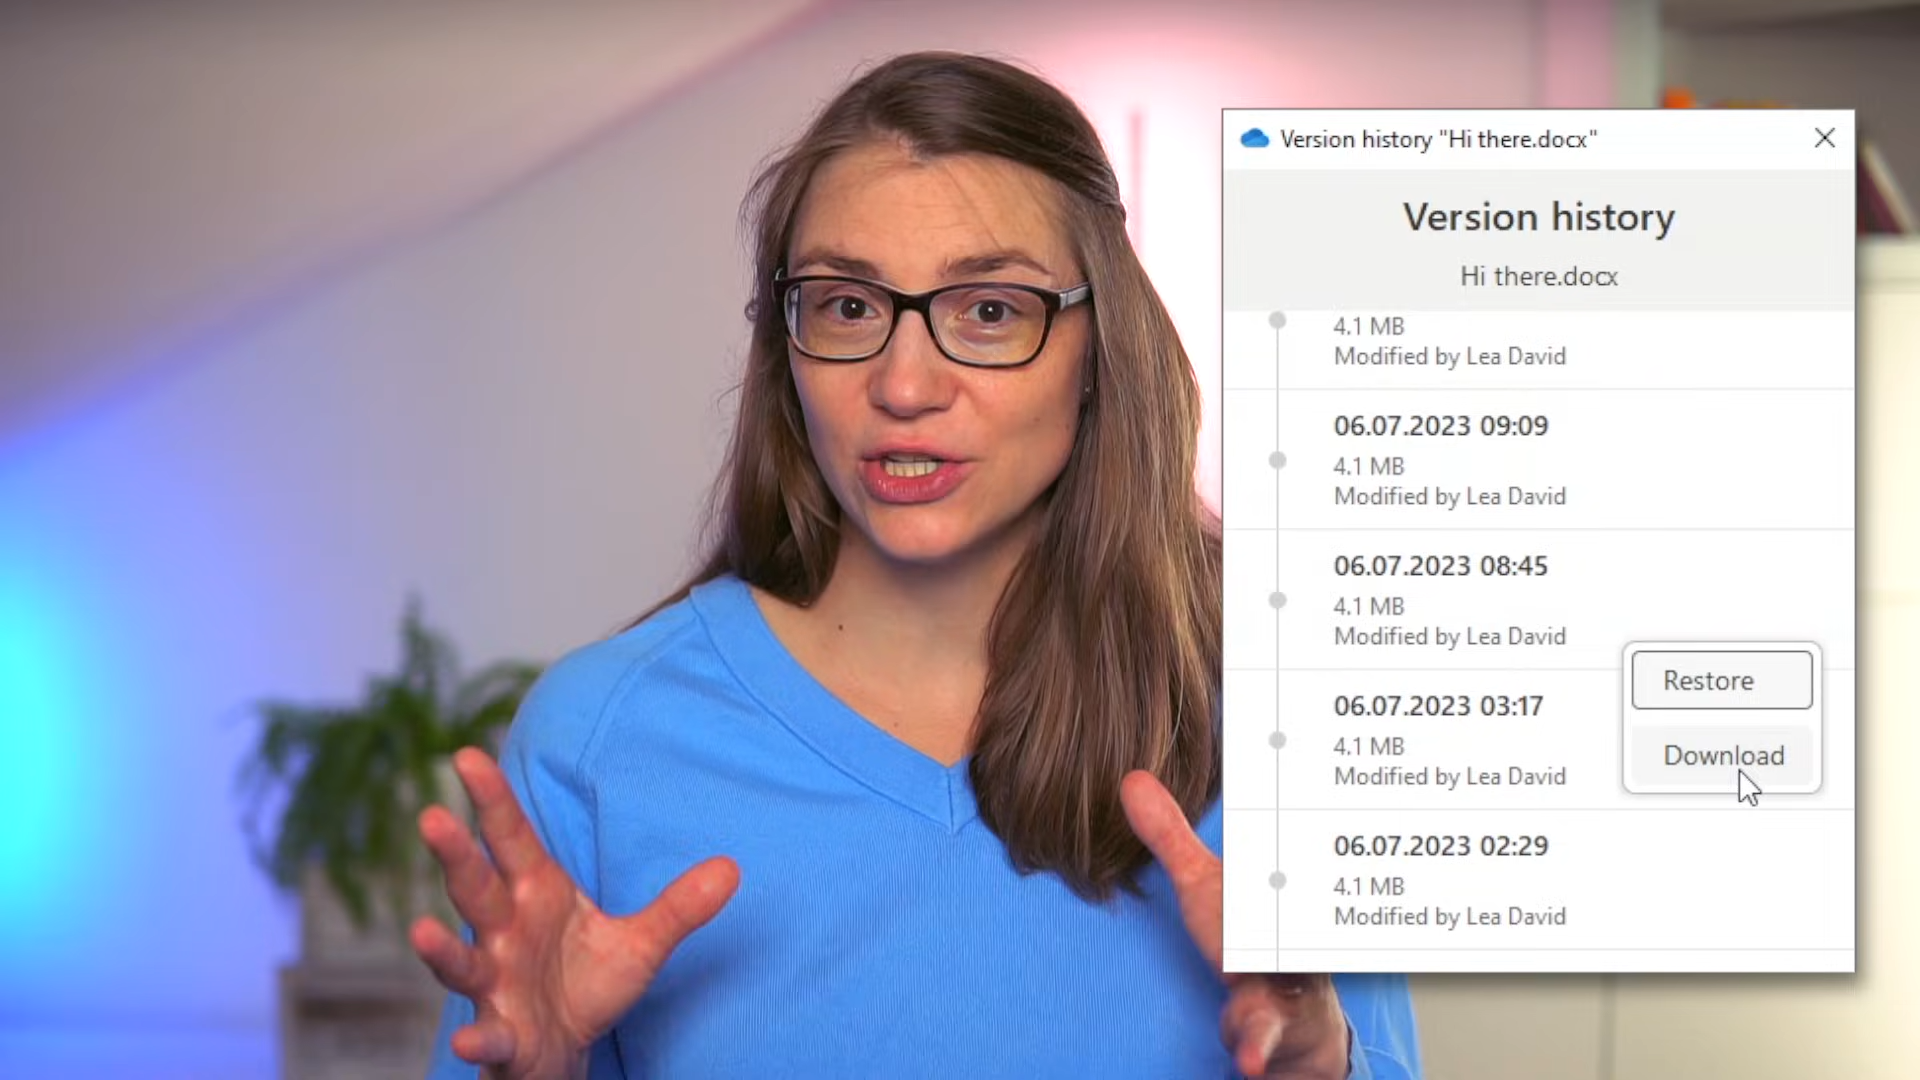 Version history "Hi there.docx"
Version history
Hi there.docx
4.1 MB
Modified by Lea David
06.07.2023 09:09
4.1 MB
Modified by Lea David
06.07.2023 08:45
4.1 MB
Modified by Lea David
Restore
06.07.2023 03:17
4.1 MB
Download
Modified by Lea David
06.07.2023 02:29
4.1 MB
Modified by Lea David